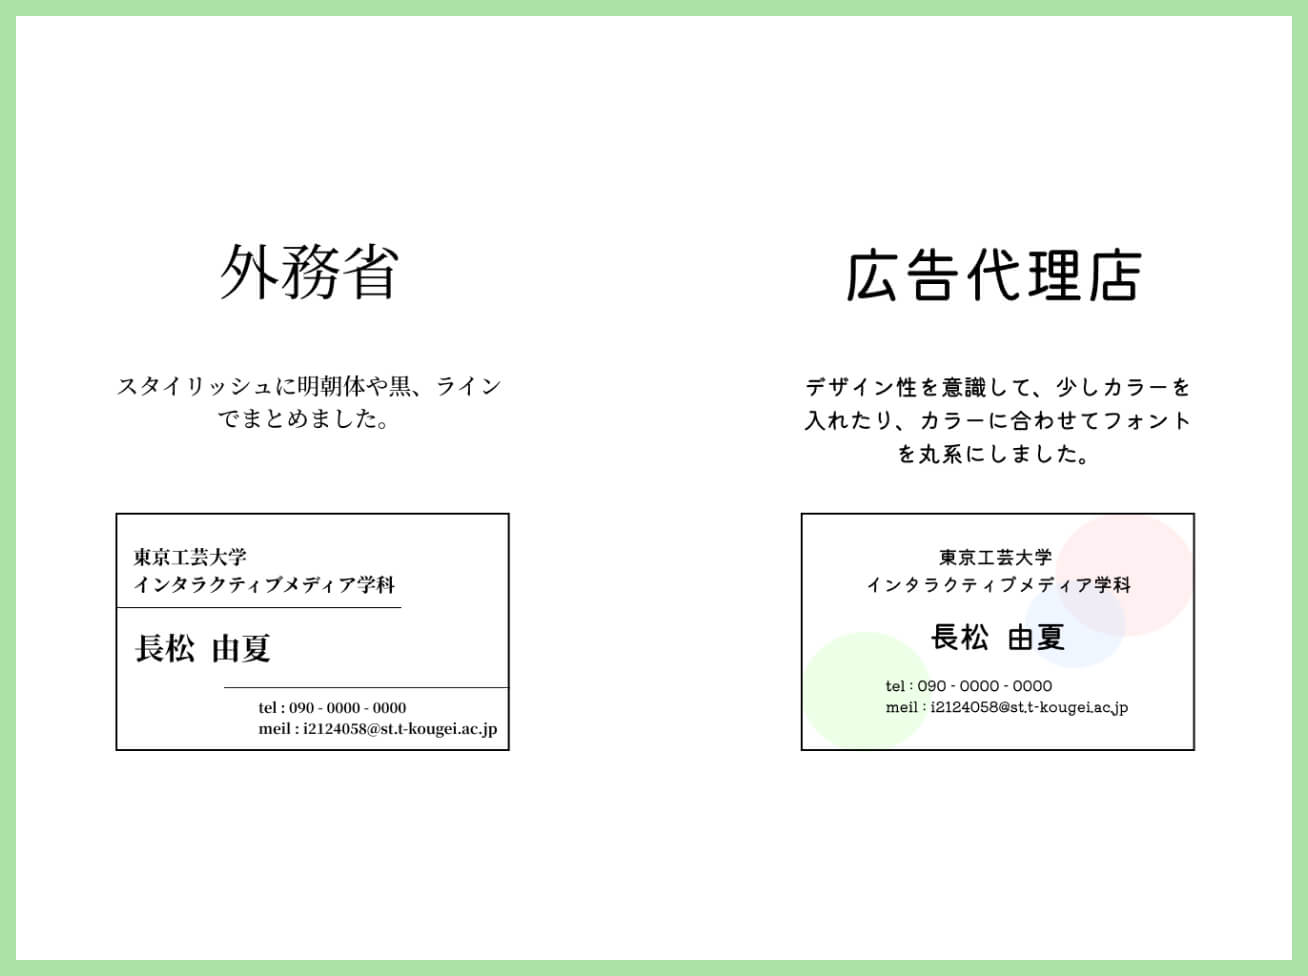 外務省
スタイリッシュに明朝体や黒、ライン
でまとめました。
東京工芸大学
インタラクティブメディア学科
長松 由夏
tel : 090 - 0000 - 0000
meil : i2124058@st.t-kougei.ac.jp
広告代理店
デザイン性を意識して、少しカラーを
入れたり、カラーに合わせてフォント
を丸系にしました。
東京工芸大学
インタラクティブメディア学科
長松 由夏
tel : 090 - 0000 - 0000
meil : i2124058@st.t-kougei.ac.jp